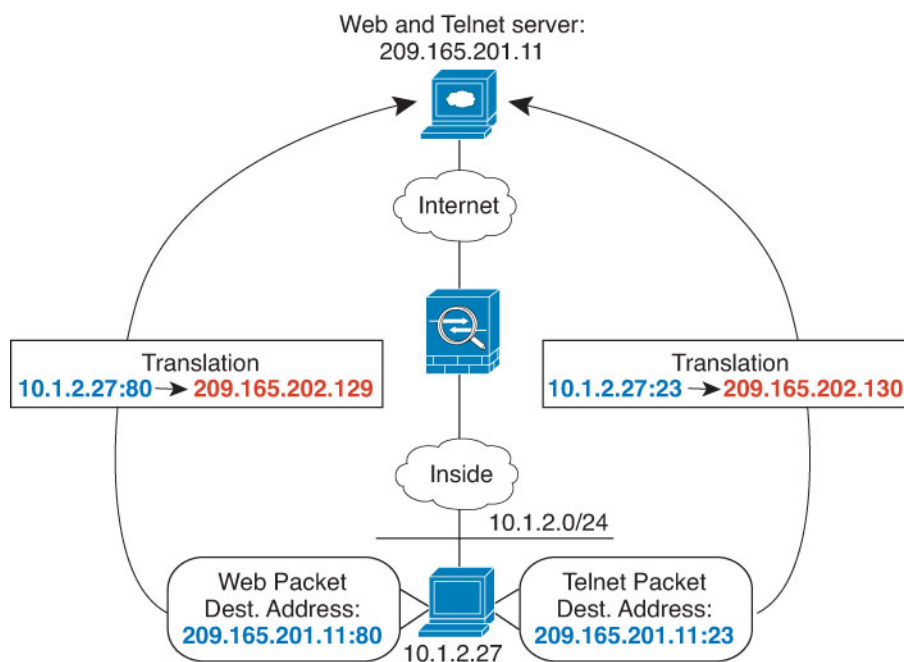 Web and Telnet server:
209.165.201.11
Internet
Translation
10.1.2.27:80 → 209.165.202.129
Translation
10.1.2.27:23 → 209.165.202.130
Inside
10.1.2.0/24
Web Packet
Dest. Address:
209.165.201.11:80
Telnet Packet
Dest. Address:
209.165.201.11:23
10.1.2.27